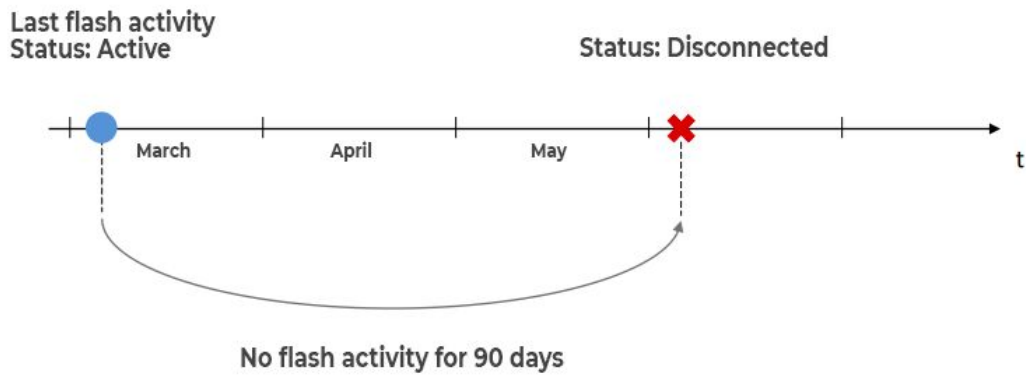 Last flash activity
Status: Active
Status: Disconnected
March
April
May
t
No flash activity for 90 days